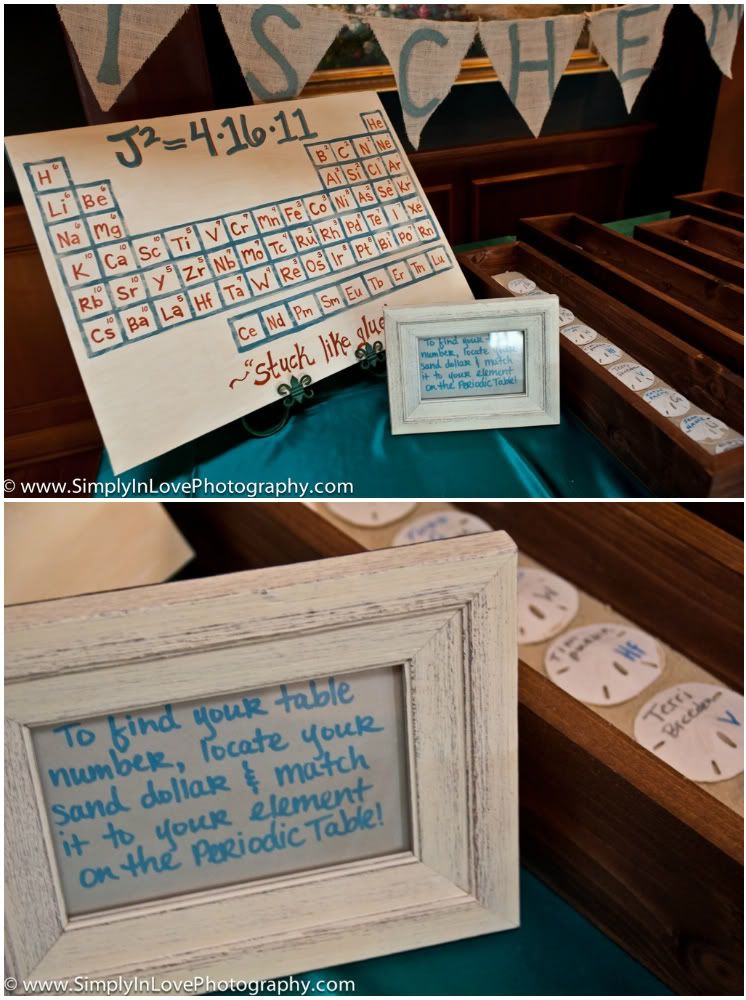 I S C H E
J² = 4·16·11
He
B C N Ne
Al Si Cl Ar
H
Li Be
Na Mg
K Ca Sc Ti V Cr Mn Fe Co Ni As Se Kr
Rb Sr Y Zr Nb Mo Tc Ru Rh Pd Te I Xe
Cs Ba La Hf Ta W Re Os Ir Pt Bi Po Rn
Ce Nd Pm Sm Eu Tb Er Tm Lu
~"stuck like glue
To find your
number, locate your
sand dollar & match
it to your element
on the Periodic Table!
V
© www.SimplyInLovePhotography.com
To find your table
number, locate your
sand dollar & match
it to your element
on the Periodic Table!
W
Tim
Hf
Terri
V
© www.SimplyInLovePhotography.com